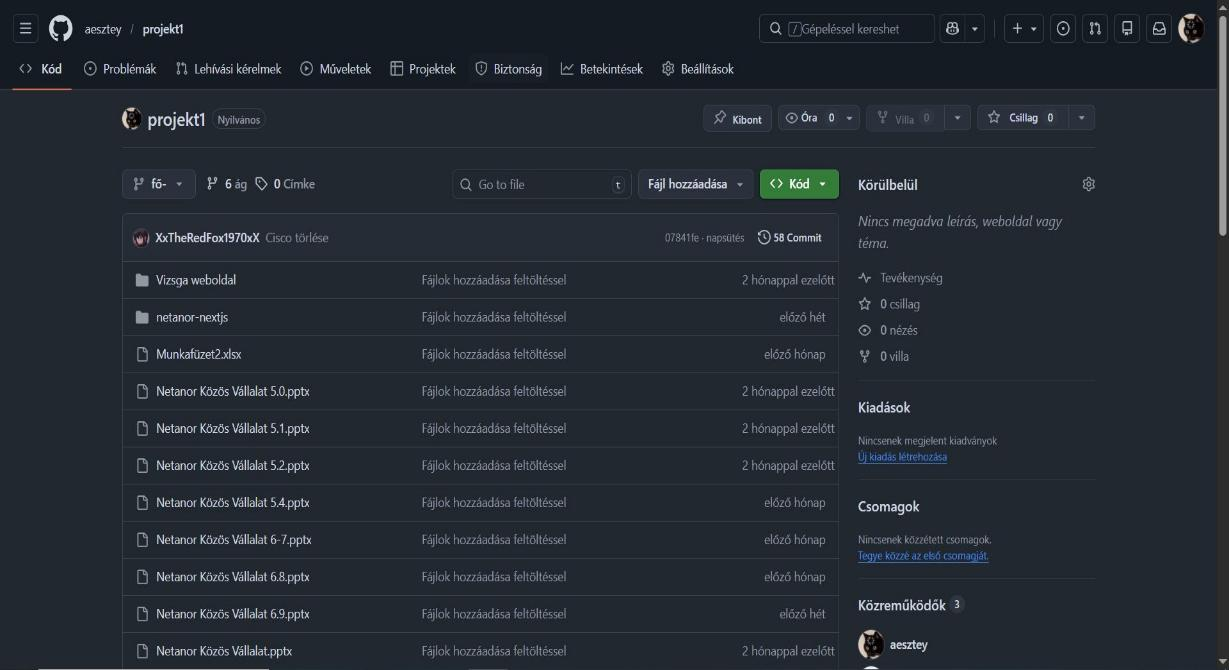 aesztey / projekt1
/ Gépeléssel kereshet
Kód
Problémák
Lehívási kérelmek
Műveletek
Projektek
Biztonság
Betekintések
Beállítások
projekt1 Nyilvános
Kibont
Óra 0
Villa 0
Csillag 0
fő-
6 ág
0 Címke
Go to file t
Fájl hozzáadása
Kód
XxTheRedFox1970xX Cisco törlése 07841fe · napsütés 58 Commit
Vizsga weboldal Fájlok hozzáadása feltöltéssel 2 hónappal ezelőtt
netanor-nextjs Fájlok hozzáadása feltöltéssel előző hét
Munkafüzet2.xlsx Fájlok hozzáadása feltöltéssel előző hónap
Netanor Közös Vállalat 5.0.pptx Fájlok hozzáadása feltöltéssel 2 hónappal ezelőtt
Netanor Közös Vállalat 5.1.pptx Fájlok hozzáadása feltöltéssel 2 hónappal ezelőtt
Netanor Közös Vállalat 5.2.pptx Fájlok hozzáadása feltöltéssel 2 hónappal ezelőtt
Netanor Közös Vállalat 5.4.pptx Fájlok hozzáadása feltöltéssel előző hónap
Netanor Közös Vállalat 6-7.pptx Fájlok hozzáadása feltöltéssel előző hónap
Netanor Közös Vállalat 6.8.pptx Fájlok hozzáadása feltöltéssel előző hónap
Netanor Közös Vállalat 6.9.pptx Fájlok hozzáadása feltöltéssel előző hét
Netanor Közös Vállalat.pptx Fájlok hozzáadása feltöltéssel 2 hónappal ezelőtt
Körülbelül
Nincs megadva leírás, weboldal vagy
téma.
Tevékenység
0 csillag
0 nézés
0 villa
Kiadások
Nincsenek megjelent kiadványok
Új kiadás létrehozása
Csomagok
Nincsenek közzétett csomagok.
Tegye közzé az első csomagját.
Közreműködők 3
aesztey